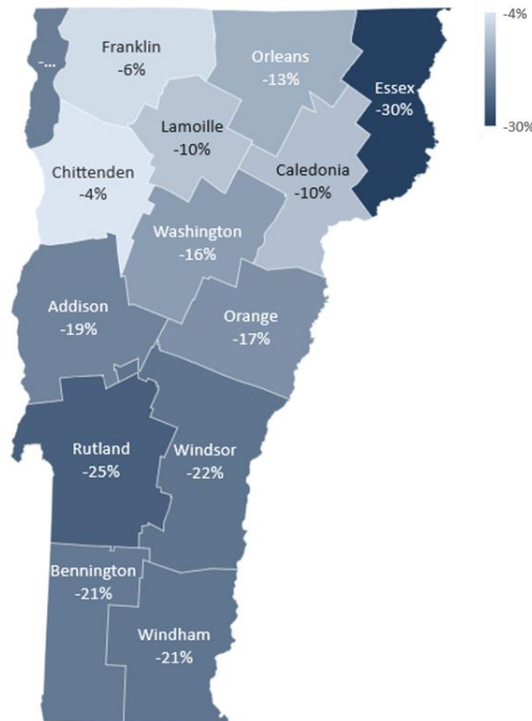 -4%
-30%
Franklin
-6%
Orleans
-13%
Essex
-30%
-...
Lamoille
-10%
Chittenden
-4%
Caledonia
-10%
Washington
-16%
Addison
-19%
Orange
-17%
Rutland
-25%
Windsor
-22%
Bennington
-21%
Windham
-21%